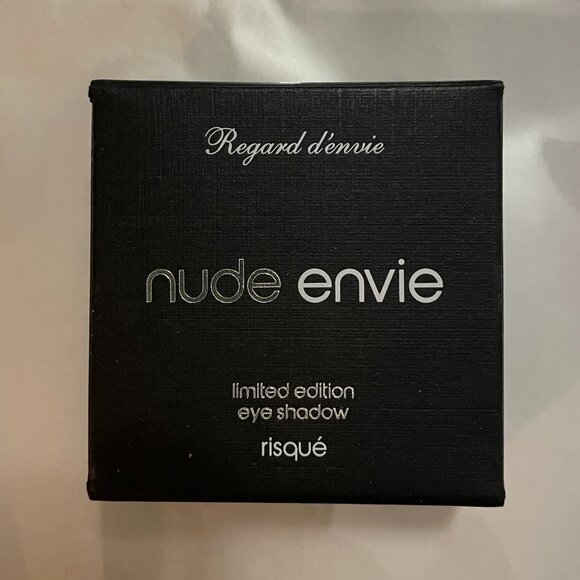 Regard d'envie
nude envie
limited edition
eye shadow
risqué